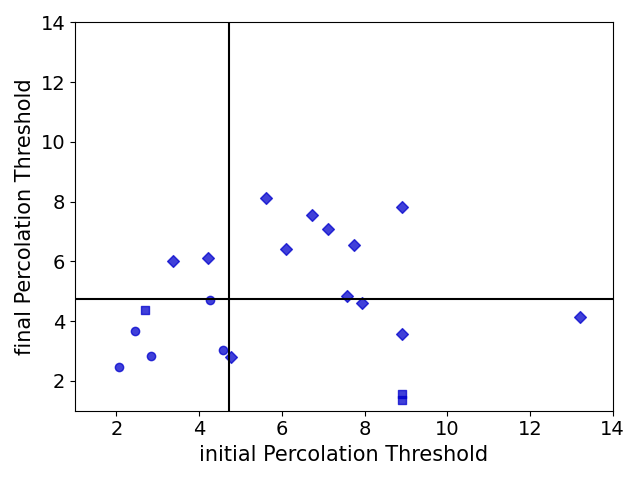 14
12
10
8
6
4
2
final Percolation Threshold
2 4 6 8 10 12 14
initial Percolation Threshold